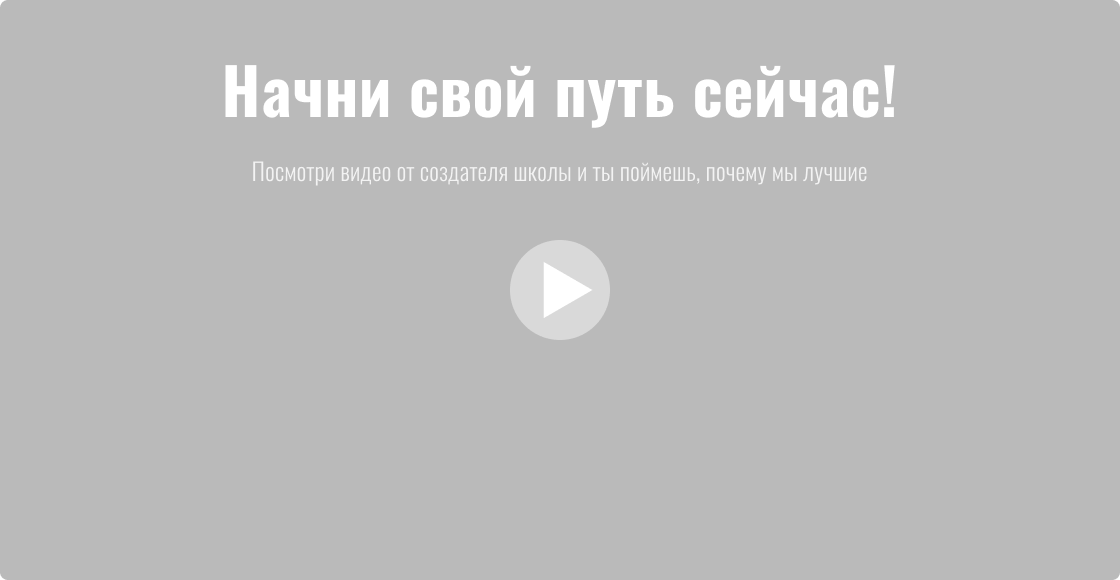 Начни свой путь сейчас!
Посмотри видео от создателя школы и ты поймешь, почему мы лучшие